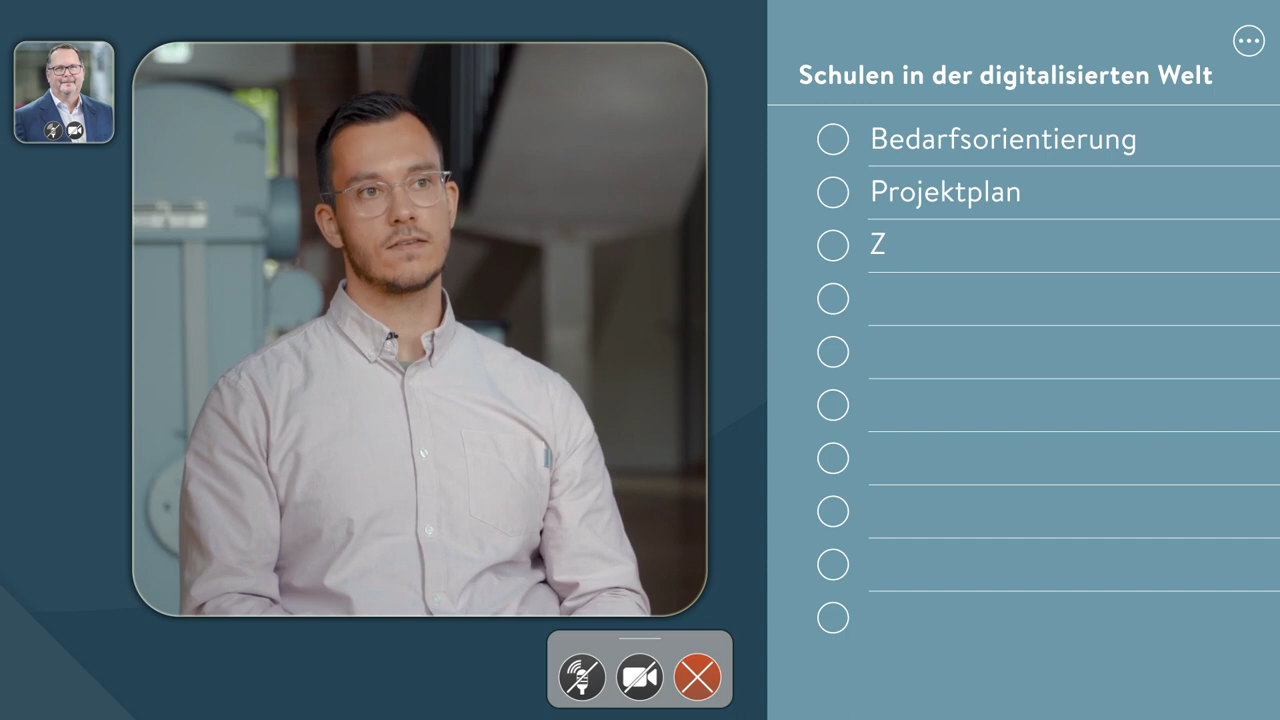 Schulen in der digitalisierten Welt
Bedarfsorientierung
Projektplan
Z